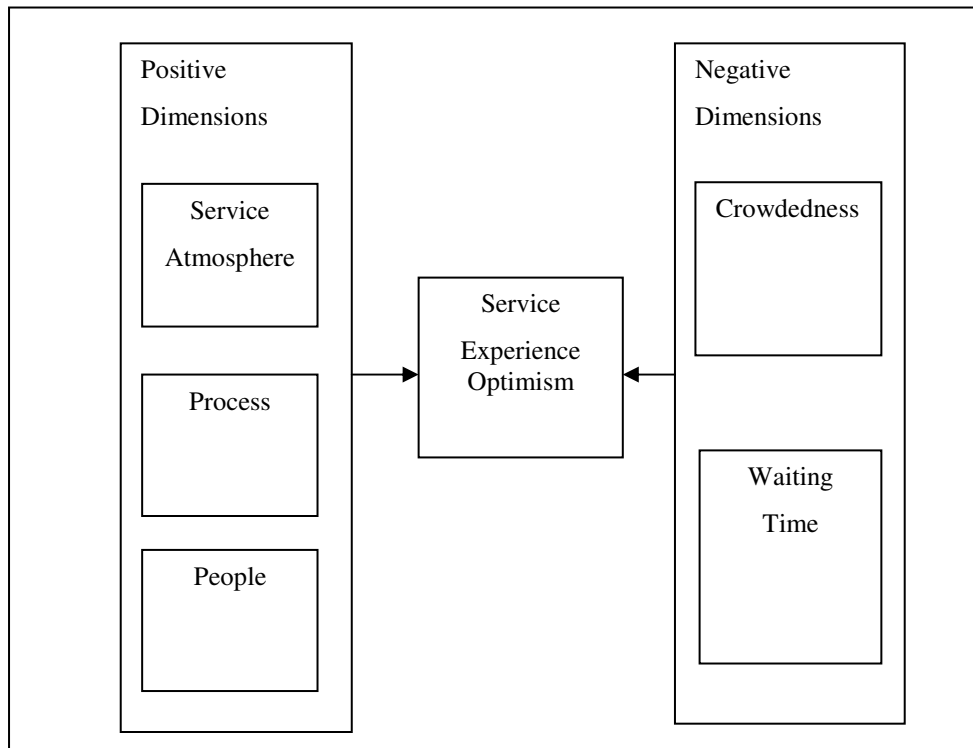 Positive
Dimensions
Service
Atmosphere
Process
People
Service
Experience
Optimism
Negative
Dimensions
Crowdedness
Waiting
Time